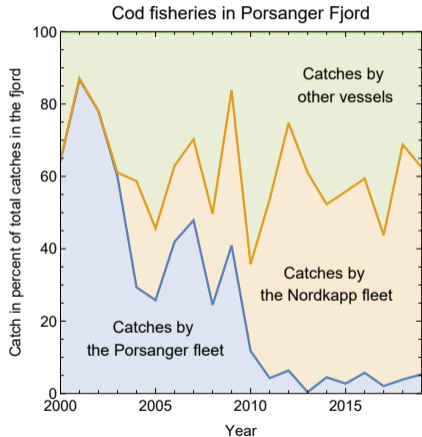 Cod fisheries in Porsanger Fjord
Catch in percent of total catches in the fjord
100
80
60
40
20
0
Catches by
other vessels
Catches by
the Nordkapp fleet
Catches by
the Porsanger fleet
2000
2005
2010
2015
Year